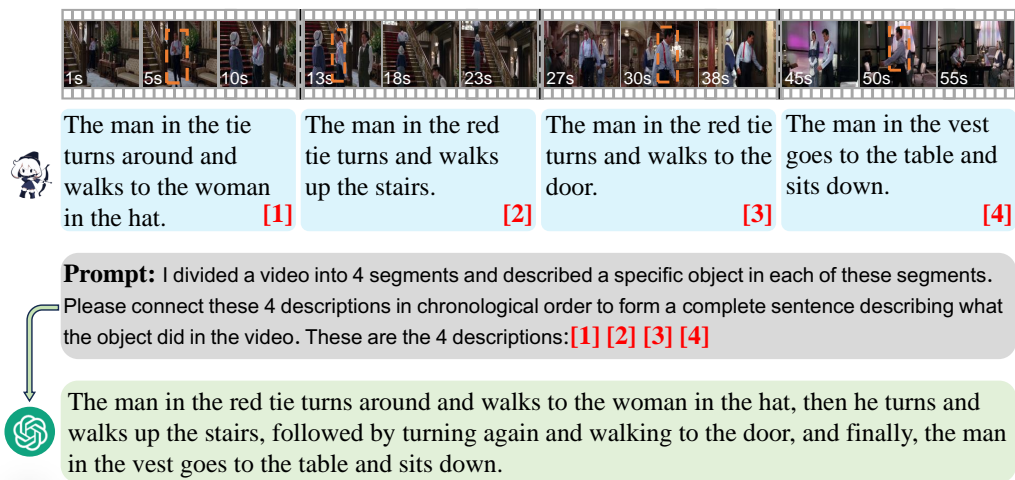 1s 5s 10s 13s 18s 23s 27s 30s 38s 45s 50s 55s
The man in the tie
turns around and
walks to the woman
in the hat. [1]
The man in the red
tie turns and walks
up the stairs.
[2]
The man in the red tie
turns and walks to the
door.
[3]
The man in the vest
goes to the table and
sits down.
[4]
Prompt: I divided a video into 4 segments and described a specific object in each of these segments.
Please connect these 4 descriptions in chronological order to form a complete sentence describing what
the object did in the video. These are the 4 descriptions:[1] [2] [3] [4]
The man in the red tie turns around and walks to the woman in the hat, then he turns and
walks up the stairs, followed by turning again and walking to the door, and finally, the man
in the vest goes to the table and sits down.